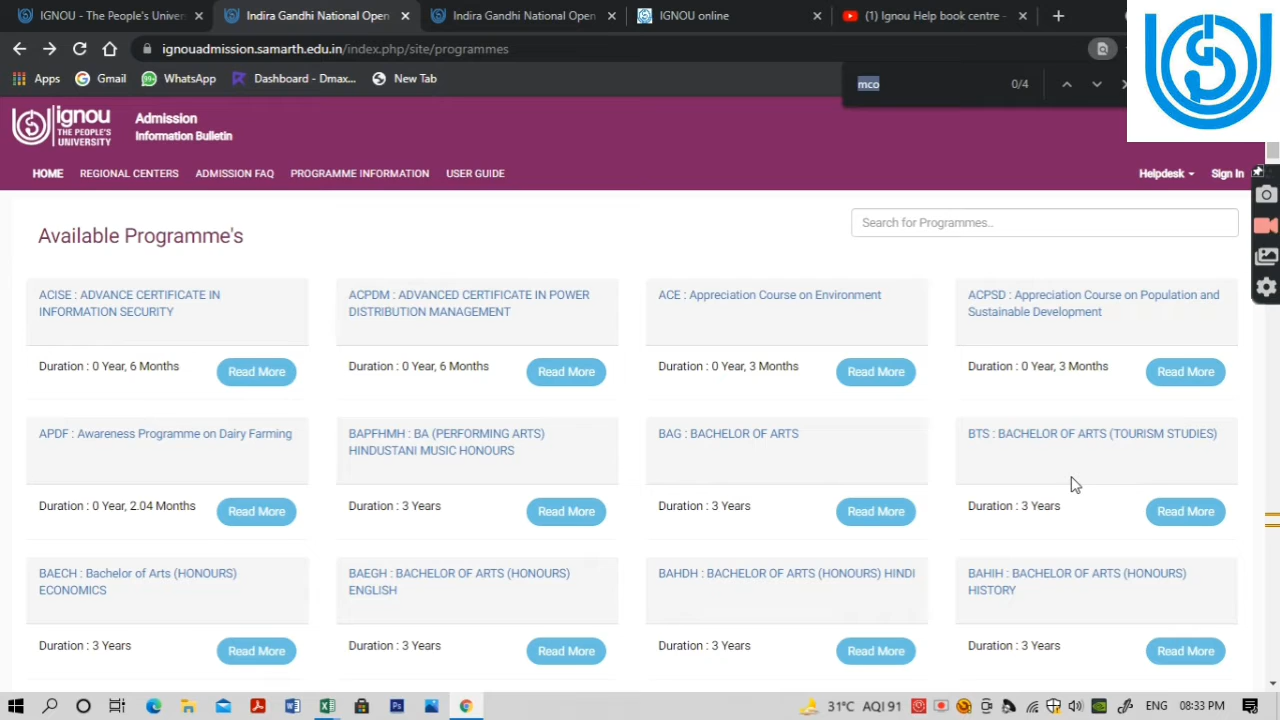 IGNOU - The People's Univer
Indira Gandhi National Open
Indira Gandhi National Open
IGNOU online
(1) Ignou Help book centre -
ignouadmission.samarth.edu.in/index.php/site/programmes
Apps
Gmail
WhatsApp
Dashboard - Dmax...
New Tab
mco
0/4
ignou
THE PEOPLE'S
UNIVERSITY
Admission
Information Bulletin
HOME
REGIONAL CENTERS
ADMISSION FAQ
PROGRAMME INFORMATION
USER GUIDE
Helpdesk
Sign In
Available Programme's
Search for Programmes..
ACISE : ADVANCE CERTIFICATE IN
INFORMATION SECURITY
Duration : 0 Year, 6 Months
Read More
ACPDM : ADVANCED CERTIFICATE IN POWER
DISTRIBUTION MANAGEMENT
Duration : 0 Year, 6 Months
Read More
ACE : Appreciation Course on Environment
Duration : 0 Year, 3 Months
Read More
ACPSD : Appreciation Course on Population and
Sustainable Development
Duration : 0 Year, 3 Months
Read More
APDF : Awareness Programme on Dairy Farming
Duration : 0 Year, 2.04 Months
Read More
BAPFHMH : BA (PERFORMING ARTS)
HINDUSTANI MUSIC HONOURS
Duration : 3 Years
Read More
BAG : BACHELOR OF ARTS
Duration : 3 Years
Read More
BTS : BACHELOR OF ARTS (TOURISM STUDIES)
Duration : 3 Years
Read More
BAECH : Bachelor of Arts (HONOURS)
ECONOMICS
Duration : 3 Years
Read More
BAEGH : BACHELOR OF ARTS (HONOURS)
ENGLISH
Duration : 3 Years
Read More
BAHDH : BACHELOR OF ARTS (HONOURS) HINDI
Duration : 3 Years
Read More
BAHIH : BACHELOR OF ARTS (HONOURS)
HISTORY
Duration : 3 Years
Read More
31°C AQI 91
ENG
08:33 PM